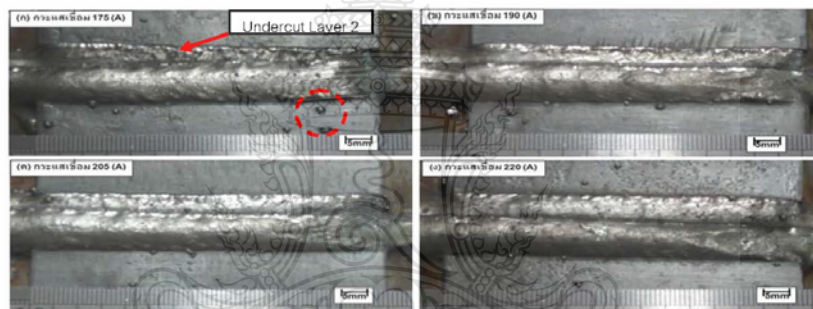 (ก) กระแสเชื่อม 175 (A)
Undercut Layer 2
5mm
(ข) กระแสเชื่อม 190 (A)
5mm
(ค) กระแสเชื่อม 205 (A)
5mm
(ง) กระแสเชื่อม 220 (A)
5mm